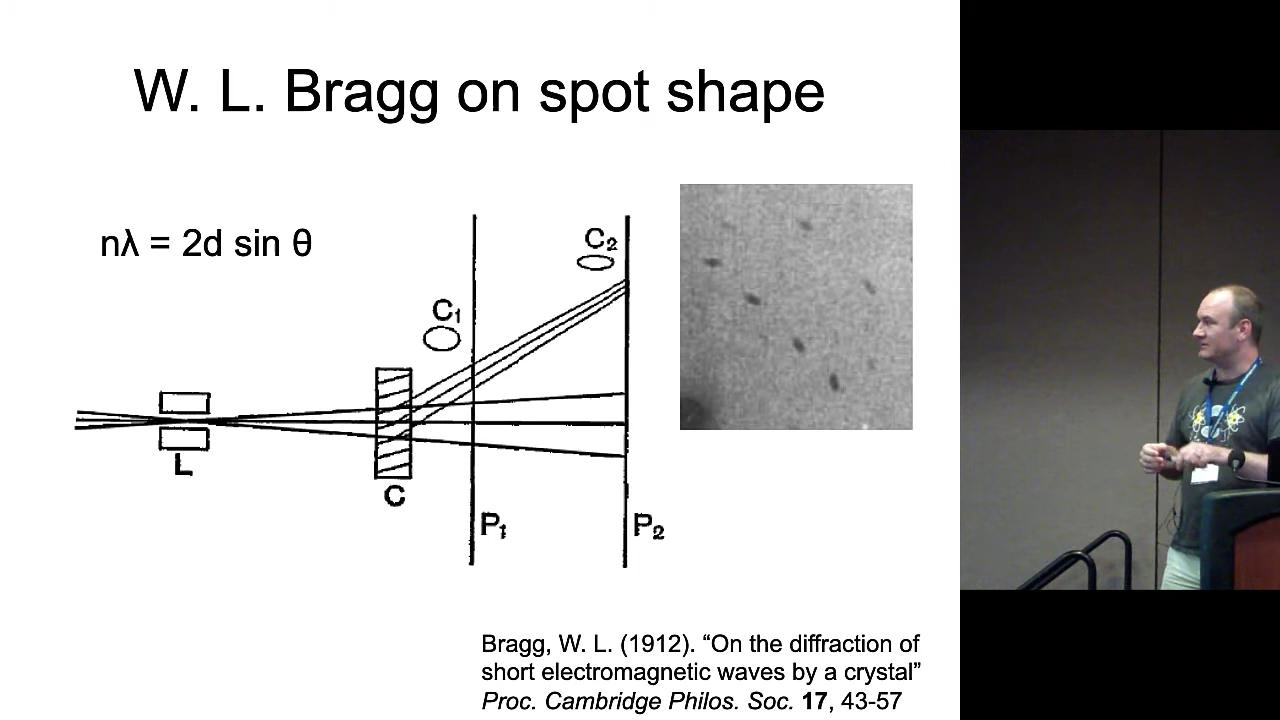 W. L. Bragg on spot shape
nλ = 2d sin θ
C₂
C₁
L
C
P₁
P₂
Bragg, W. L. (1912). “On the diffraction of
short electromagnetic waves by a crystal”
Proc. Cambridge Philos. Soc. 17, 43-57